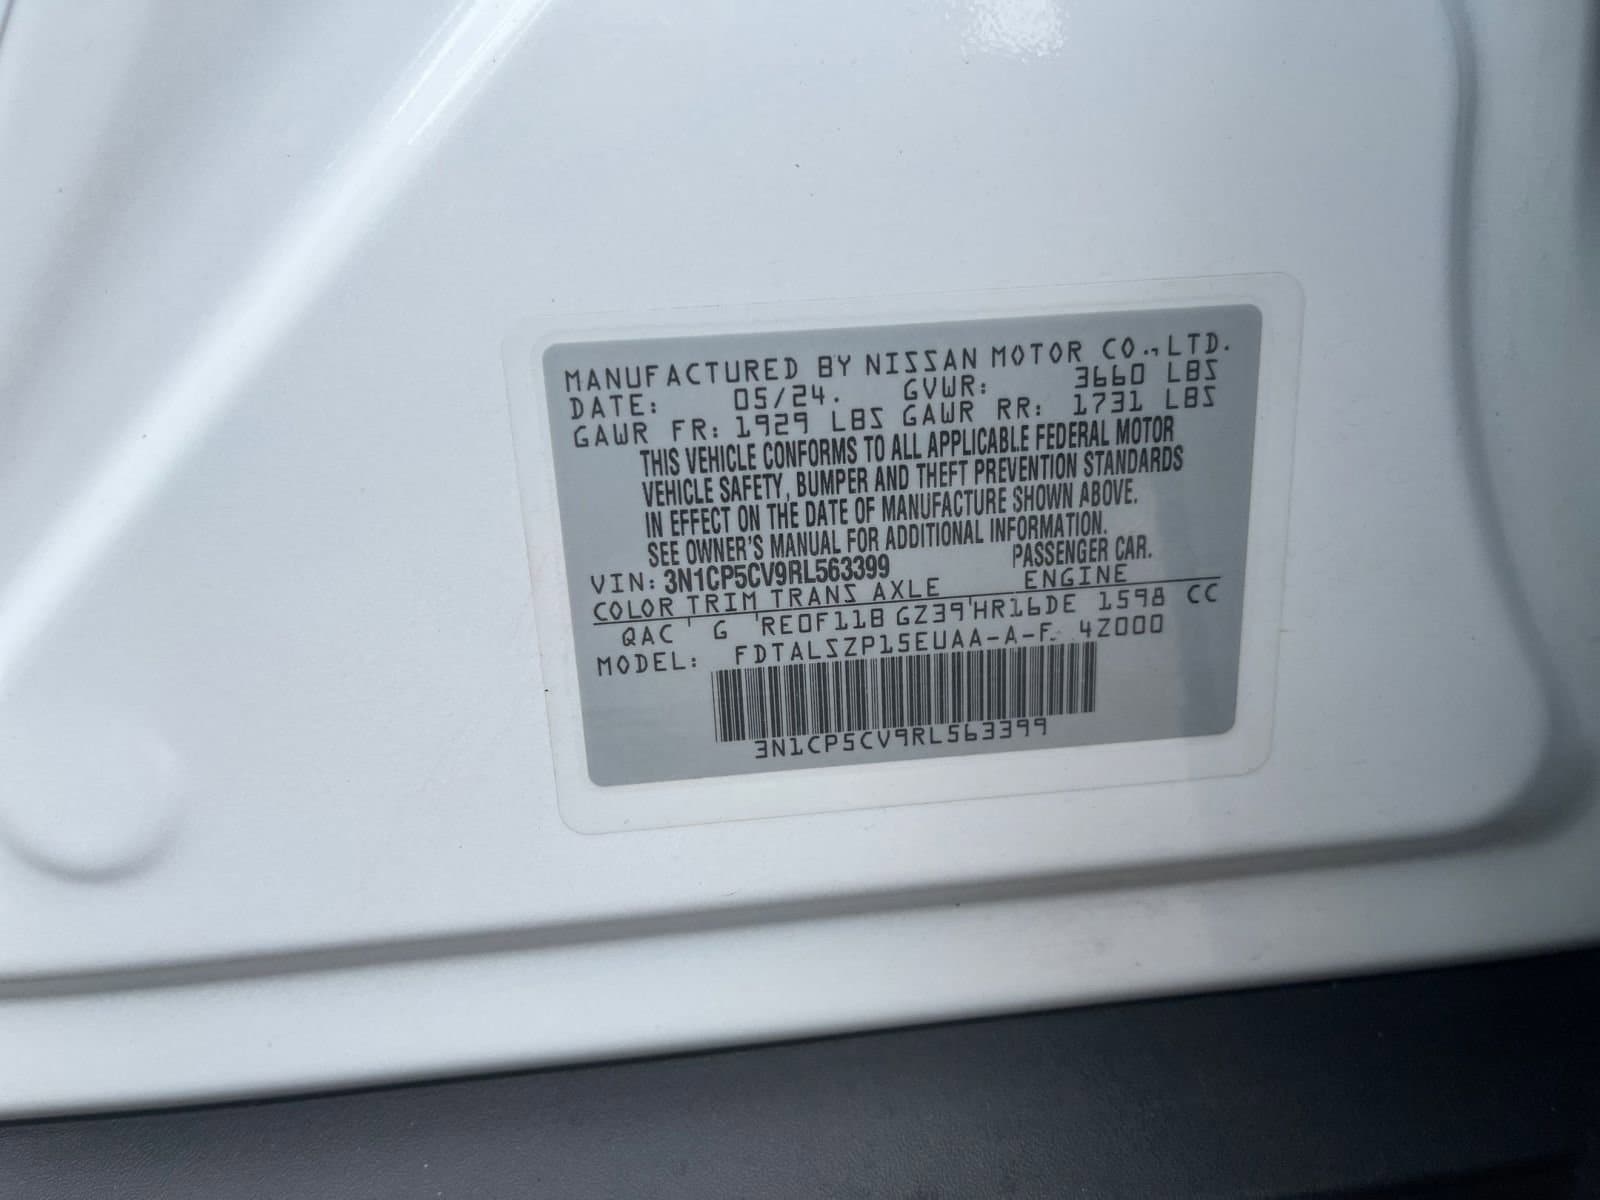 MANUFACTURED BY NISSAN MOTOR CO.,LTD.
DATE: 05/24. GVWR: 3660 LBS
GAWR FR: 1929 LBS GAWR RR: 1731 LBS
THIS VEHICLE CONFORMS TO ALL APPLICABLE FEDERAL MOTOR
VEHICLE SAFETY, BUMPER AND THEFT PREVENTION STANDARDS
IN EFFECT ON THE DATE OF MANUFACTURE SHOWN ABOVE.
SEE OWNER'S MANUAL FOR ADDITIONAL INFORMATION.
VIN: 3N1CP5CV9RL563399 PASSENGER CAR.
COLOR TRIM TRANS AXLE ENGINE
QAC G RE0F11B GZ39 HR16DE 1598 CC
MODEL: FDTALSZP15EUAA-A-F- 4Z000
3N1CP5CV9RL563399